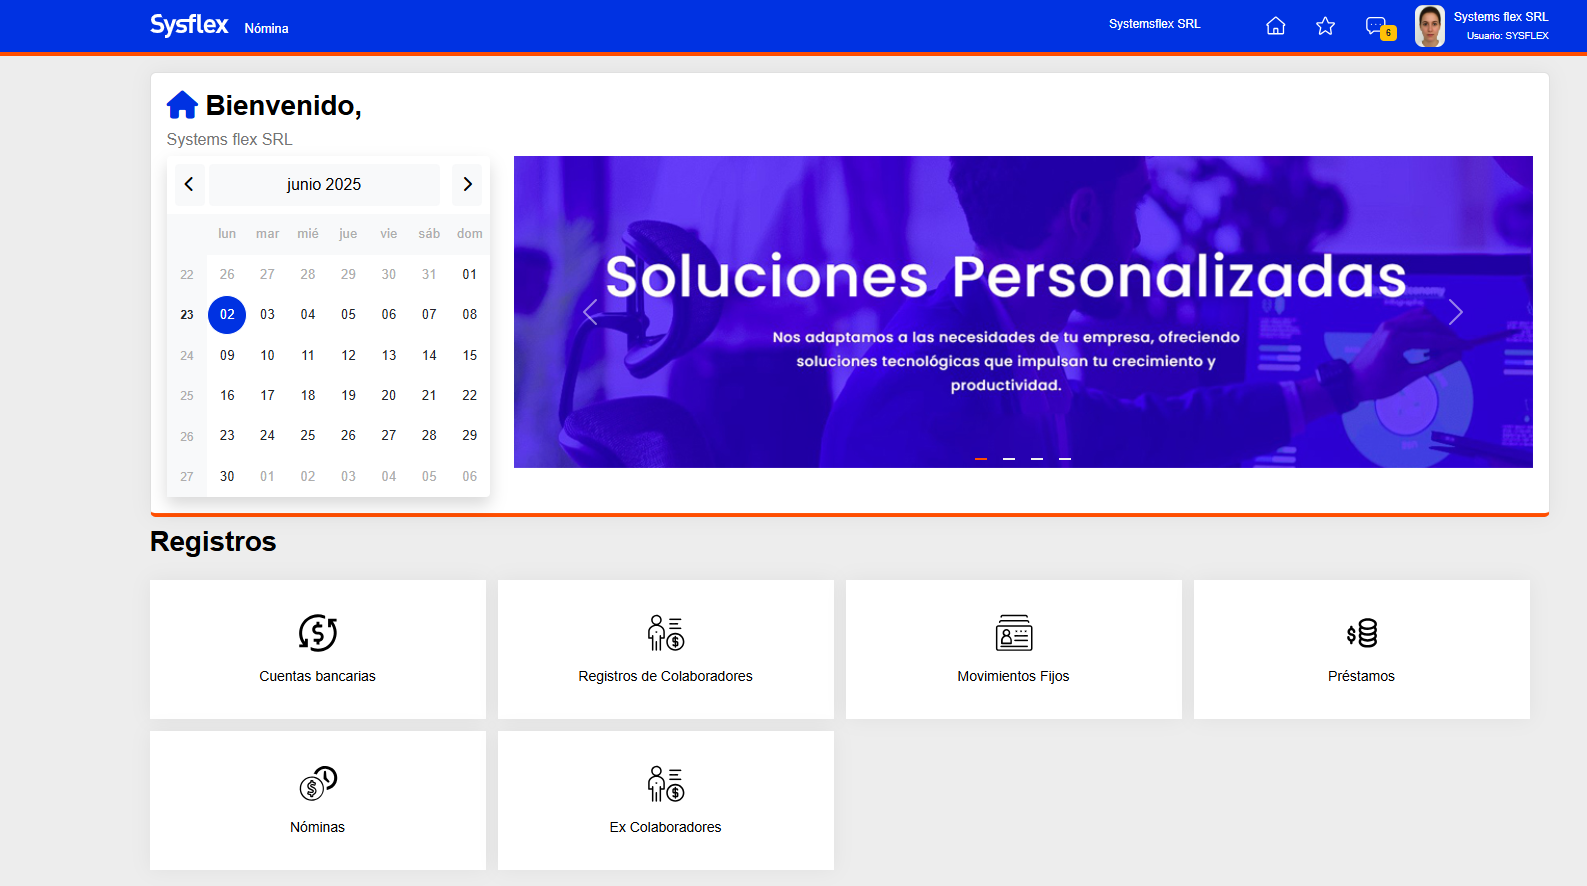 Sysflex Nómina
Systemsflex SRL
6
Systems flex SRL
Usuario: SYSFLEX
Bienvenido,
Systems flex SRL
junio 2025
lun mar mié jue vie sáb dom
22 26 27 28 29 30 31 01
23 02 03 04 05 06 07 08
24 09 10 11 12 13 14 15
25 16 17 18 19 20 21 22
26 23 24 25 26 27 28 29
27 30 01 02 03 04 05 06
Soluciones Personalizadas
Nos adaptamos a las necesidades de tu empresa, ofreciendo
soluciones tecnológicas que impulsan tu crecimiento y
productividad.
Registros
Cuentas bancarias
Registros de Colaboradores
Movimientos Fijos
Préstamos
Nóminas
Ex Colaboradores